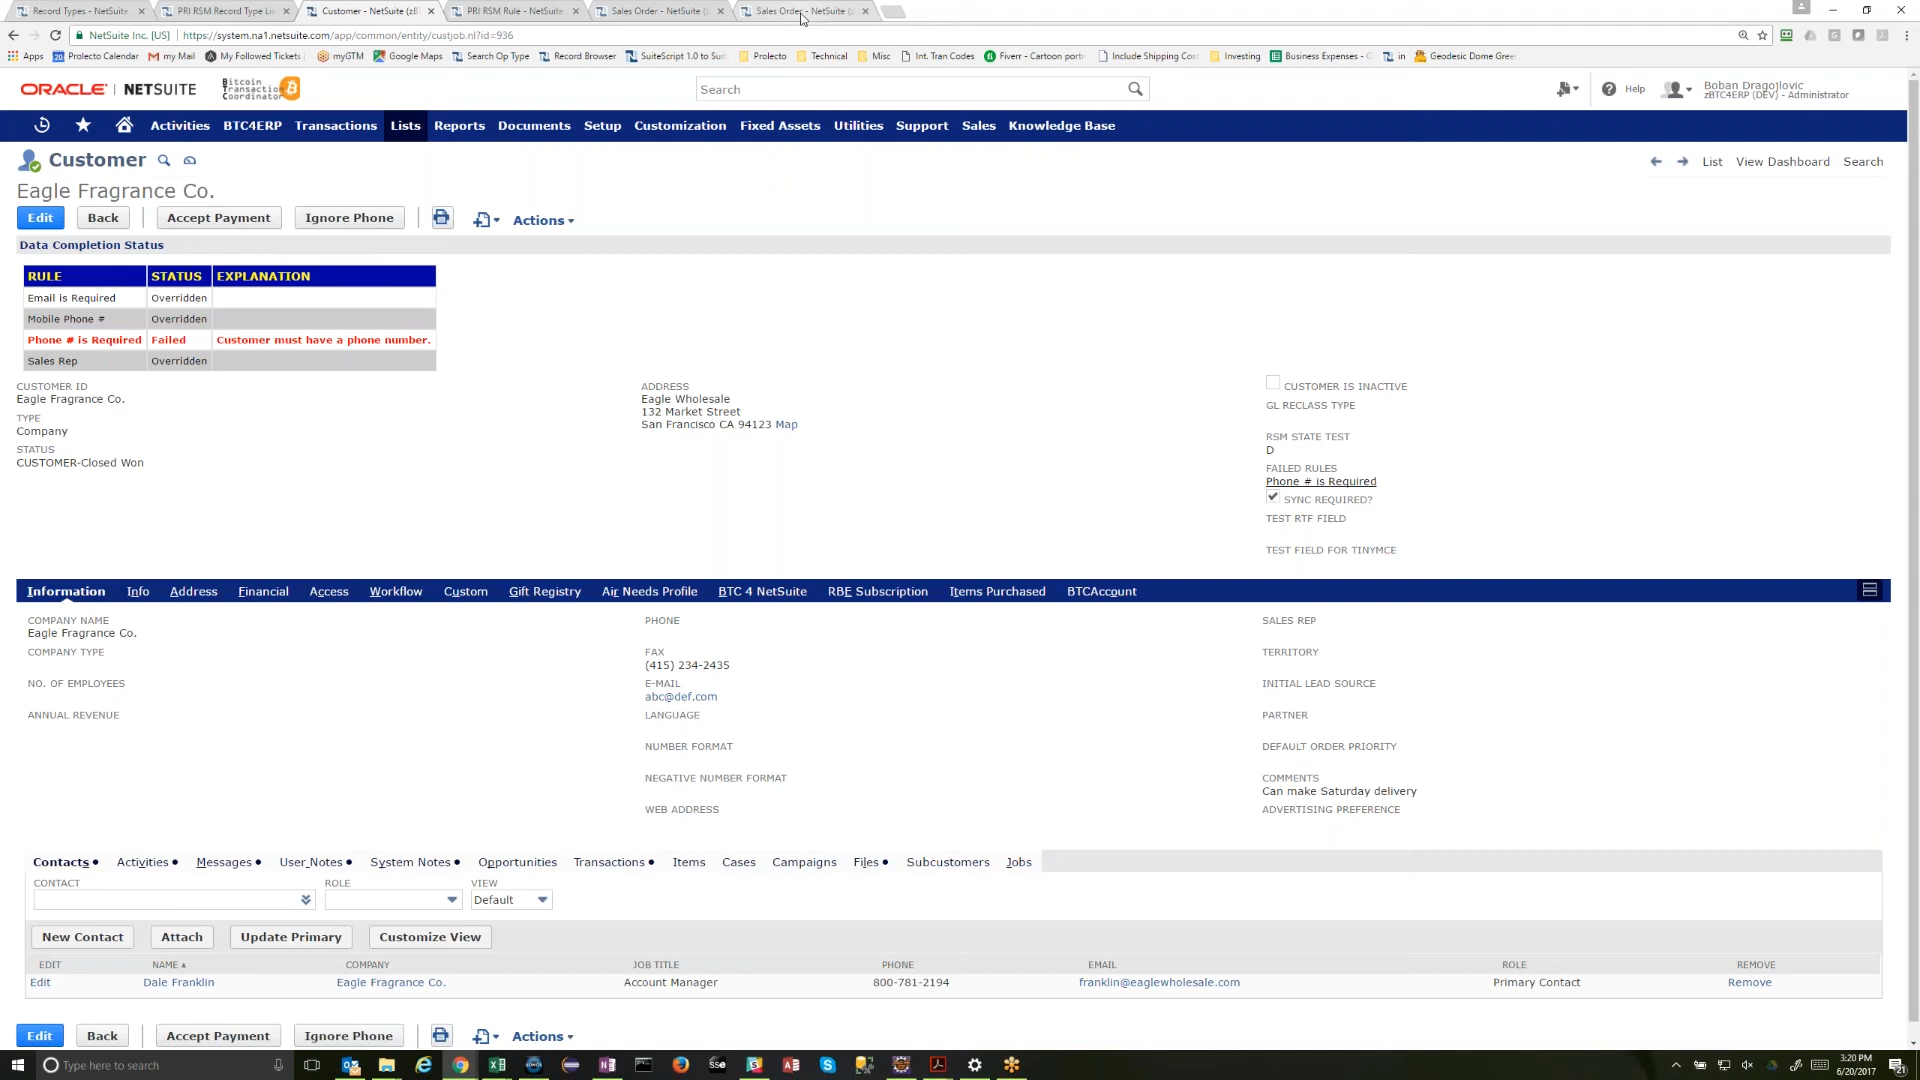 Record Types - NetSuite
PRI RSM Record Type Lin
Customer - NetSuite (zBT
PRI RSM Rule - NetSuite
Sales Order - NetSuite (z
Sales Order - NetSuite (z
NetSuite Inc. [US] https://system.na1.netsuite.com/app/common/entity/custjob.nl?id=936
Apps Prolecto Calendar my Mail My Followed Tickets myGTM Google Maps Search Op Type Record Browser SuiteScript 1.0 to Suit Prolecto Technical Misc Int. Tran Codes Fiverr - Cartoon portr Include Shipping Cost Investing Business Expenses - G in Geodesic Dome Green
ORACLE | NETSUITE
Bitcoin
Transaction
Coordinator
Search
Help
Boban Dragojlovic
zBTC4ERP (DEV) - Administrator
Activities BTC4ERP Transactions Lists Reports Documents Setup Customization Fixed Assets Utilities Support Sales Knowledge Base
Customer
List View Dashboard Search
Eagle Fragrance Co.
Edit Back Accept Payment Ignore Phone Actions
Data Completion Status
RULE STATUS EXPLANATION
Email is Required Overridden
Mobile Phone # Overridden
Phone # is Required Failed Customer must have a phone number.
Sales Rep Overridden
CUSTOMER ID
Eagle Fragrance Co.
TYPE
Company
STATUS
CUSTOMER-Closed Won
ADDRESS
Eagle Wholesale
132 Market Street
San Francisco CA 94123 Map
CUSTOMER IS INACTIVE
GL RECLASS TYPE
RSM STATE TEST
D
FAILED RULES
Phone # is Required
SYNC REQUIRED?
TEST RTF FIELD
TEST FIELD FOR TINYMCE
Information Info Address Financial Access Workflow Custom Gift Registry Air Needs Profile BTC 4 NetSuite RBE Subscription Items Purchased BTCAccount
COMPANY NAME
Eagle Fragrance Co.
COMPANY TYPE
NO. OF EMPLOYEES
ANNUAL REVENUE
PHONE
FAX
(415) 234-2435
E-MAIL
abc@def.com
LANGUAGE
NUMBER FORMAT
NEGATIVE NUMBER FORMAT
WEB ADDRESS
SALES REP
TERRITORY
INITIAL LEAD SOURCE
PARTNER
DEFAULT ORDER PRIORITY
COMMENTS
Can make Saturday delivery
ADVERTISING PREFERENCE
Contacts Activities Messages User Notes System Notes Opportunities Transactions Items Cases Campaigns Files Subcustomers Jobs
CONTACT ROLE VIEW
Default
New Contact Attach Update Primary Customize View
EDIT NAME COMPANY JOB TITLE PHONE EMAIL ROLE REMOVE
Edit Dale Franklin Eagle Fragrance Co. Account Manager 800-781-2194 franklin@eaglewholesale.com Primary Contact Remove
Edit Back Accept Payment Ignore Phone Actions
Type here to search
3:20 PM
6/20/2017
21